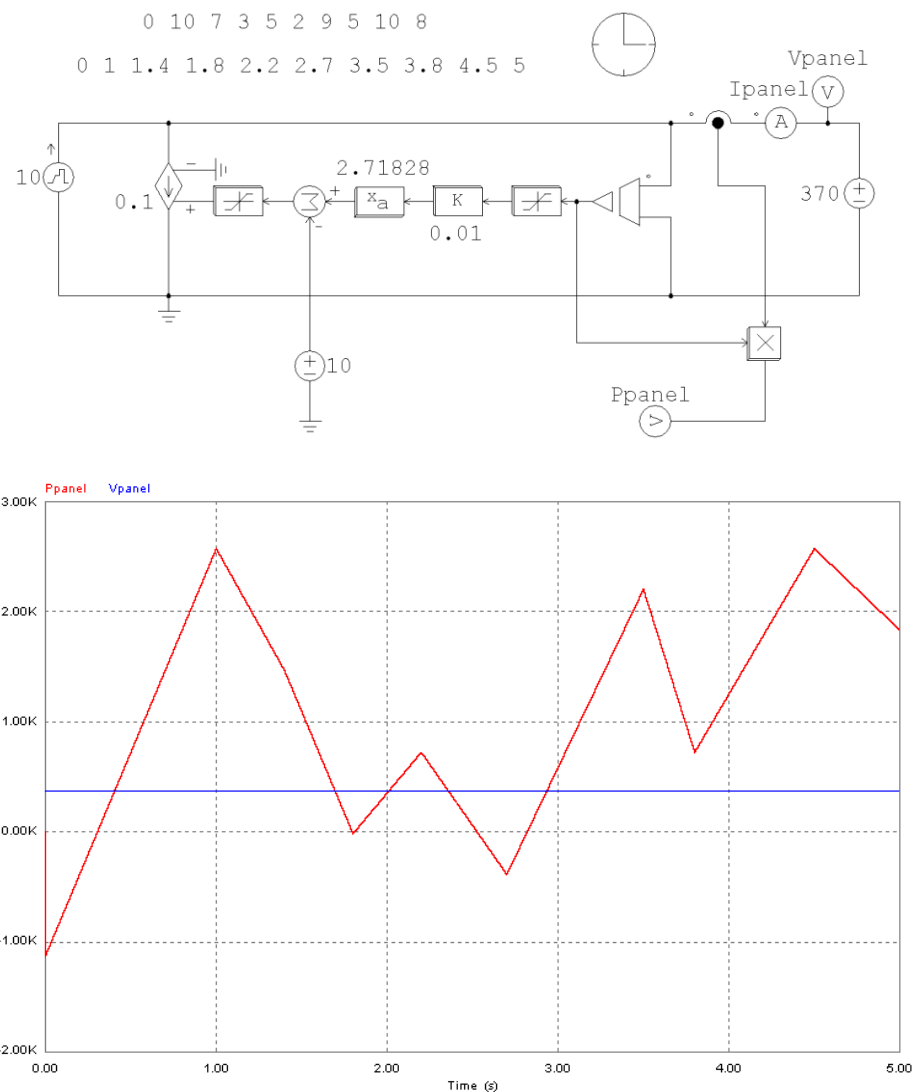 0 10 7 3 5 2 9 5 10 8
0 1 1.4 1.8 2.2 2.7 3.5 3.8 4.5 5
Vpanel
Ipanel
V
A
10
2.71828
0.1
Σ
xa
K
370
0.01
10
Ppanel
V
Ppanel Vpanel
3.00K
2.00K
1.00K
0.00K
-1.00K
-2.00K
0.00 1.00 2.00 3.00 4.00 5.00
Time (s)